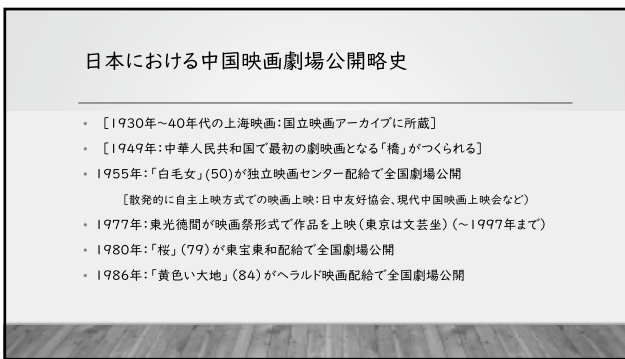 日本における中国映画劇場公開略史
• [1930年~40年代の上海映画:国立映画アーカイブに所蔵]
• [1949年:中華人民共和国で最初の劇映画となる「橋」がつくられる]
• 1955年:「白毛女」(50)が独立映画センター配給で全国劇場公開
[散発的に自主上映方式での映画上映:日中友好協会、現代中国映画上映会など)
• 1977年:東光徳間が映画祭形式で作品を上映(東京は文芸坐)(~1997年まで)
• 1980年:「桜」(79)が東宝東和配給で全国劇場公開
• 1986年:「黄色い大地」(84)がヘラルド映画配給で全国劇場公開